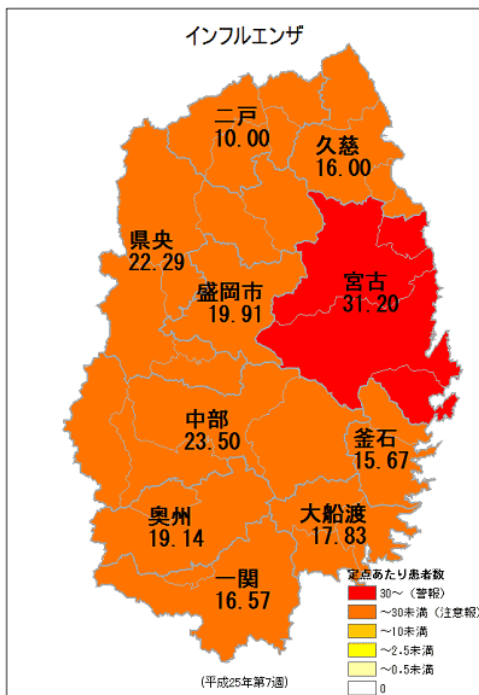 インフルエンザ
二戸
10.00
久慈
16.00
県央
22.29
盛岡市
19.91
宮古
31.20
中部
23.50
釜石
15.67
奥州
19.14
大船渡
17.83
一関
16.57
定点あたり患者数
30～（警報）
～30未満（注意報）
～10未満
～2.5未満
～0.5未満
0
(平成25年第7週)